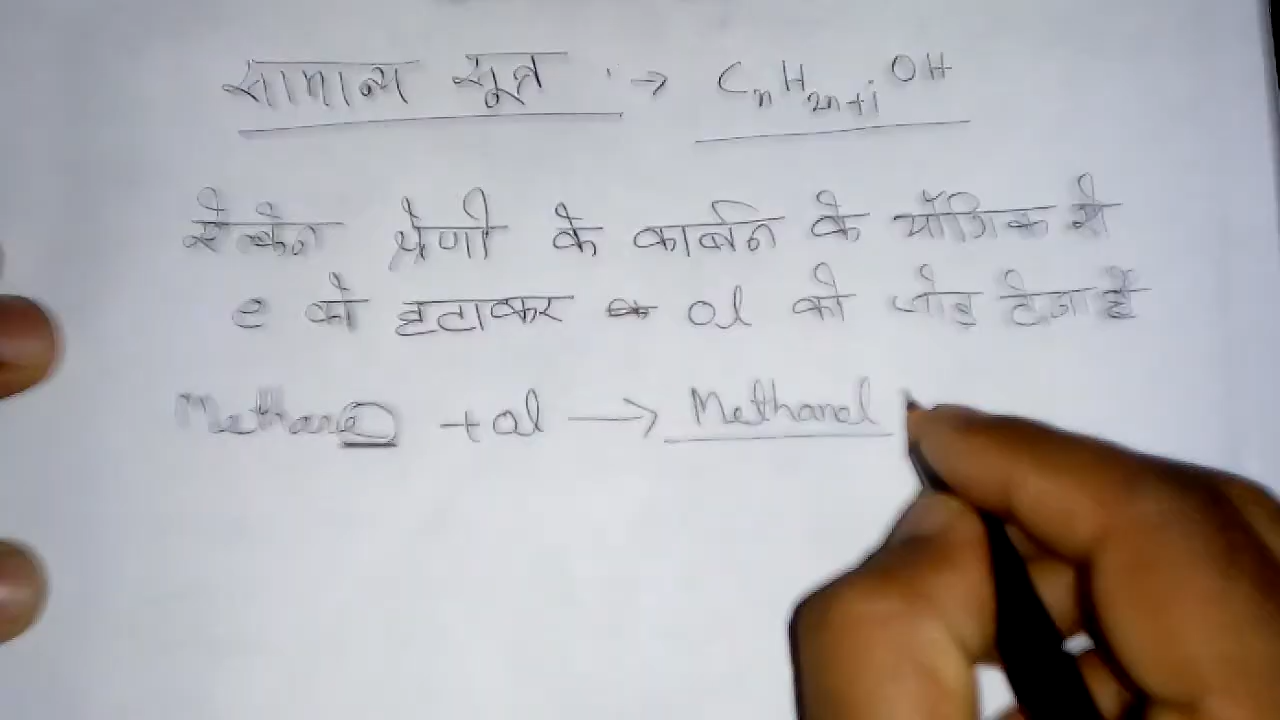 सामान्य सूत्र → CnH2n+1OH
ऐल्केन श्रेणी के कार्बन के यौगिक से
e को हटाकर ol को जोड़ देता है
Methane + ol → Methanol